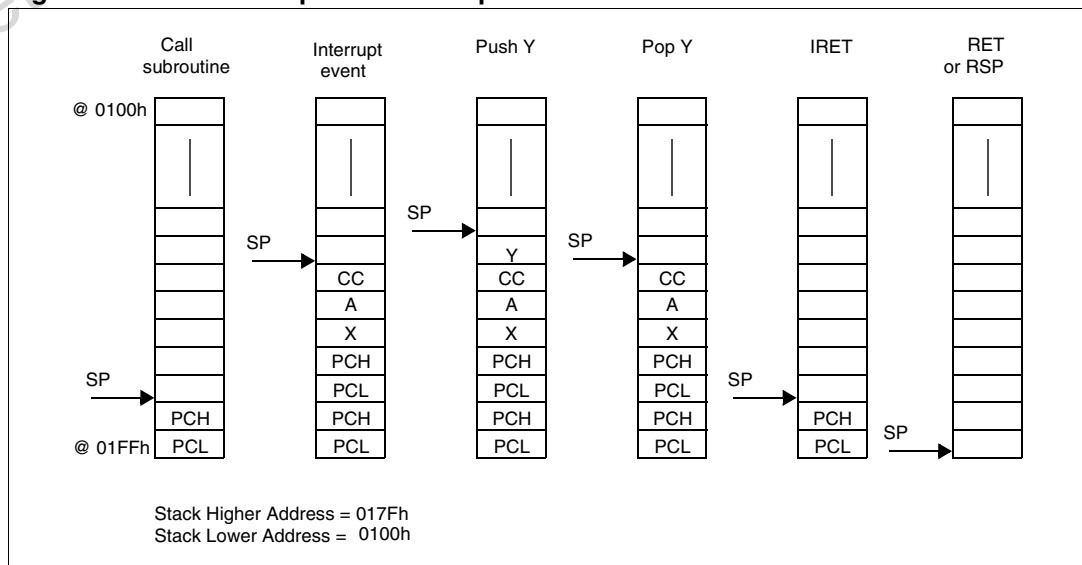 Call subroutine
Interrupt event
Push Y
Pop Y
IRET
RET or RSP
@ 0100h
SP
SP
SP
Y
CC
CC
CC
A
A
A
X
X
X
PCH
PCH
PCH
SP
SP
PCL
PCL
PCL
PCH
PCH
PCH
PCH
PCH
@ 01FFh
PCL
PCL
PCL
PCL
PCL
SP
Stack Higher Address = 017Fh
Stack Lower Address = 0100h